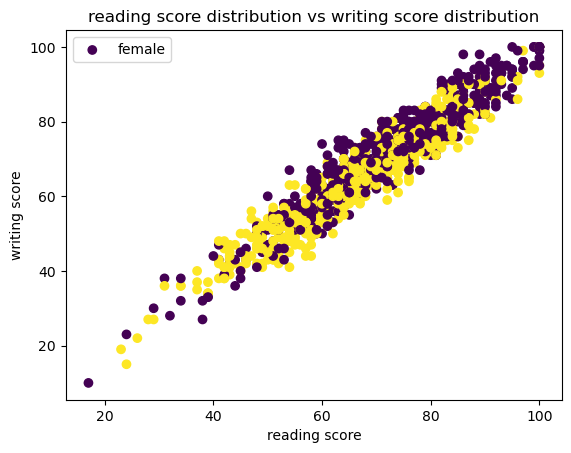 reading score distribution vs writing score distribution
female
100
80
60
40
20
writing score
20
40
60
80
100
reading score